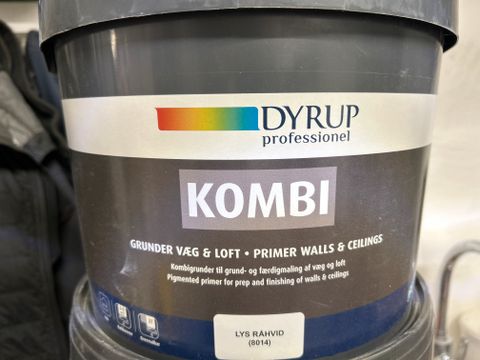 DYRUP
professionel
KOMBI
GRUNDER VÆG & LOFT • PRIMER WALLS & CEILINGS
Kombigrunder til grund- og færdigmaling af væg og loft
Pigmented primer for prep and finishing of walls & ceilings
LYS RÅHVID
(8014)